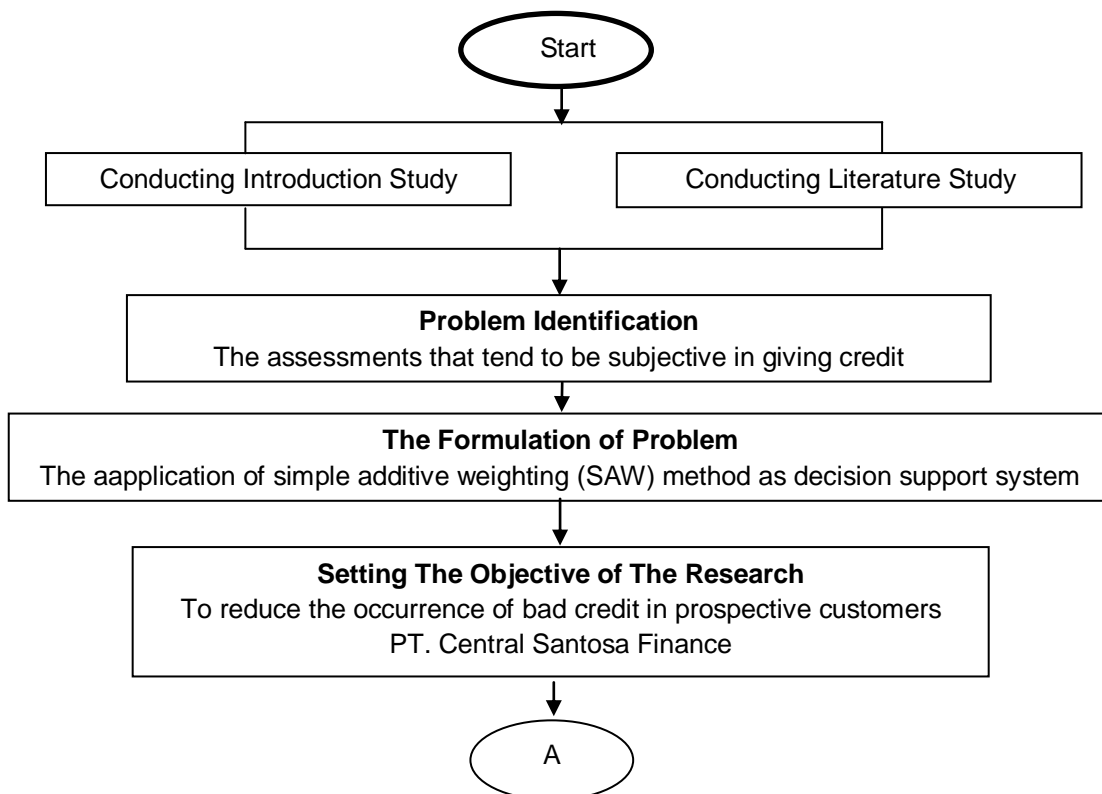 Start
Conducting Introduction Study
Conducting Literature Study
Problem Identification
The assessments that tend to be subjective in giving credit
The Formulation of Problem
The aapplication of simple additive weighting (SAW) method as decision support system
Setting The Objective of The Research
To reduce the occurrence of bad credit in prospective customers
PT. Central Santosa Finance
A